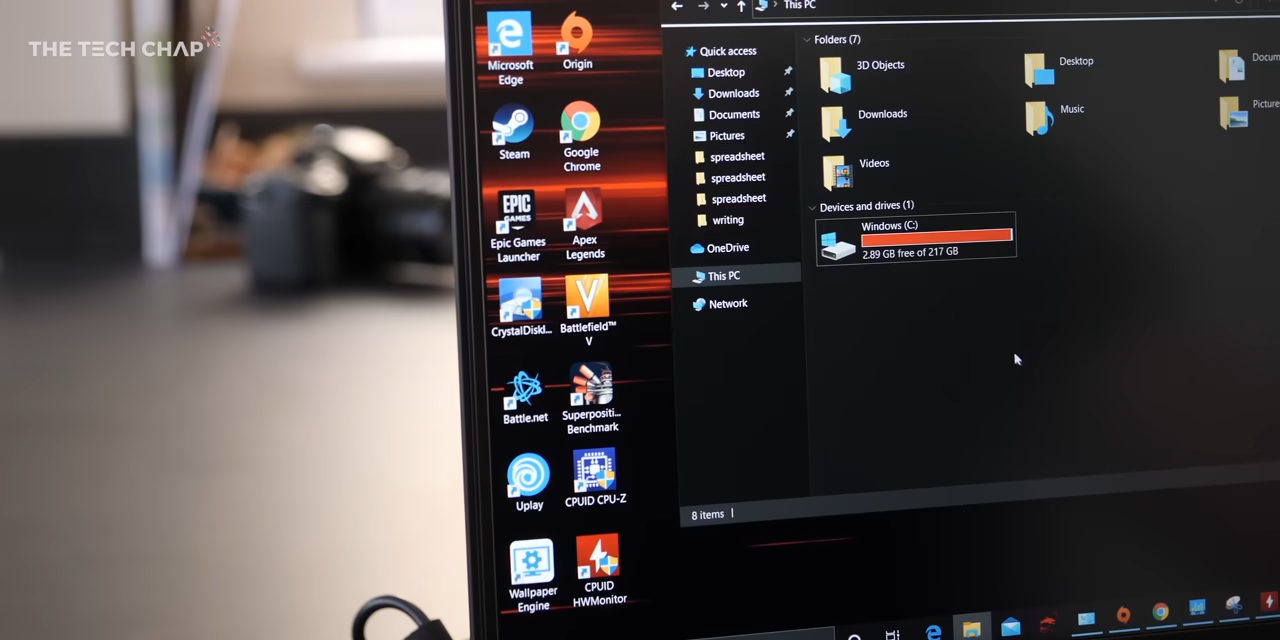 THE TECH CHAP
Microsoft
Edge
Origin
Steam
Google
Chrome
EPIC
GAMES
Epic Games
Launcher
Apex
Legends
CrystalDiskI...
V
Battlefield™
V
Battle.net
Superpositi...
Benchmark
Uplay
CPUID CPU-Z
Wallpaper
Engine
CPUID
HWMonitor
This PC
Quick access
Desktop
Downloads
Documents
Pictures
spreadsheet
spreadsheet
spreadsheet
writing
OneDrive
This PC
Network
Folders (7)
3D Objects
Desktop
Docum
Downloads
Music
Picture
Videos
Devices and drives (1)
Windows (C:)
2.89 GB free of 217 GB
8 items